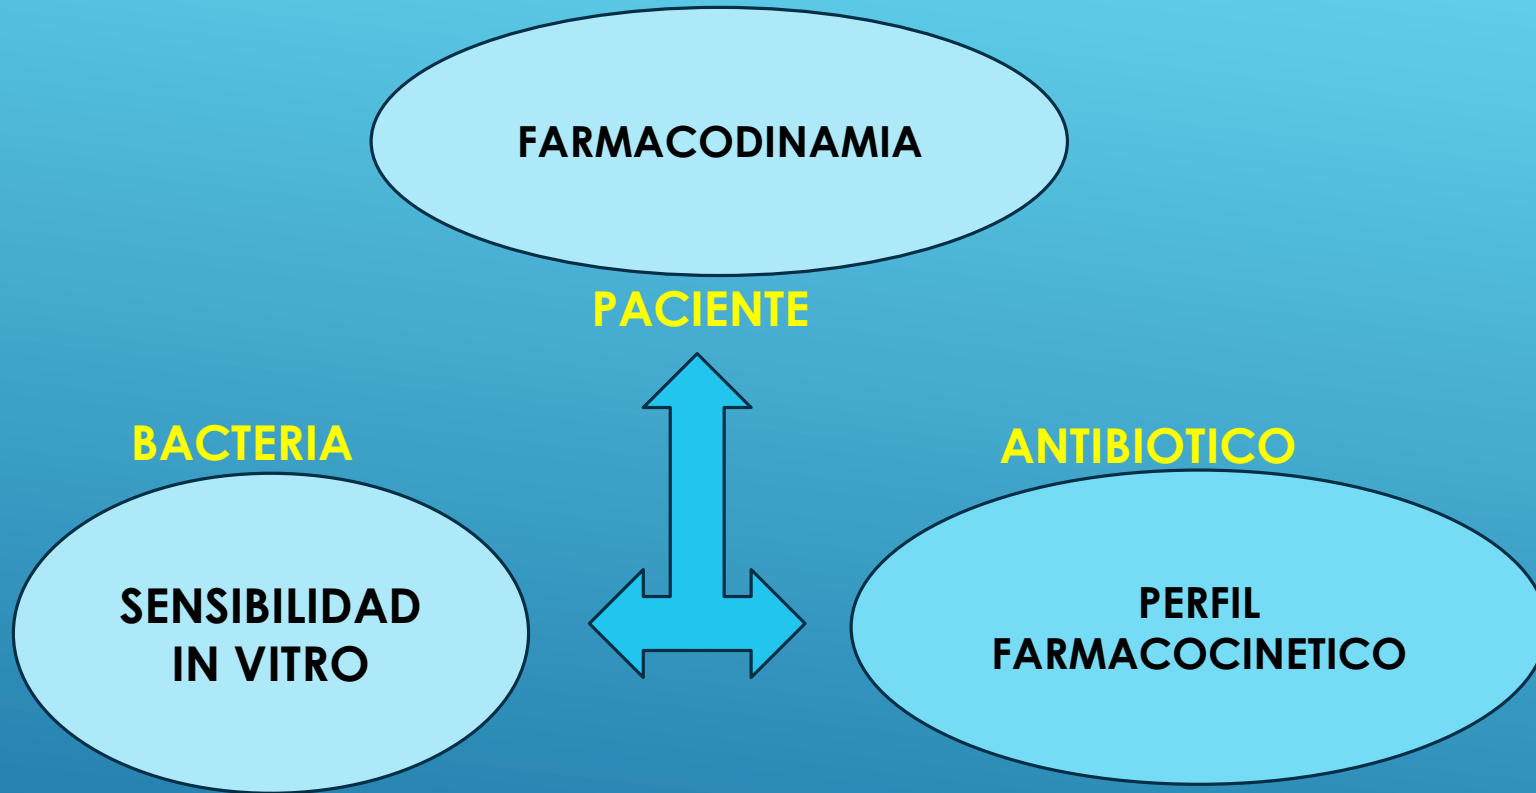 FARMACODINAMIA
PACIENTE
BACTERIA
ANTIBIOTICO
SENSIBILIDAD
IN VITRO
PERFIL
FARMACOCINETICO